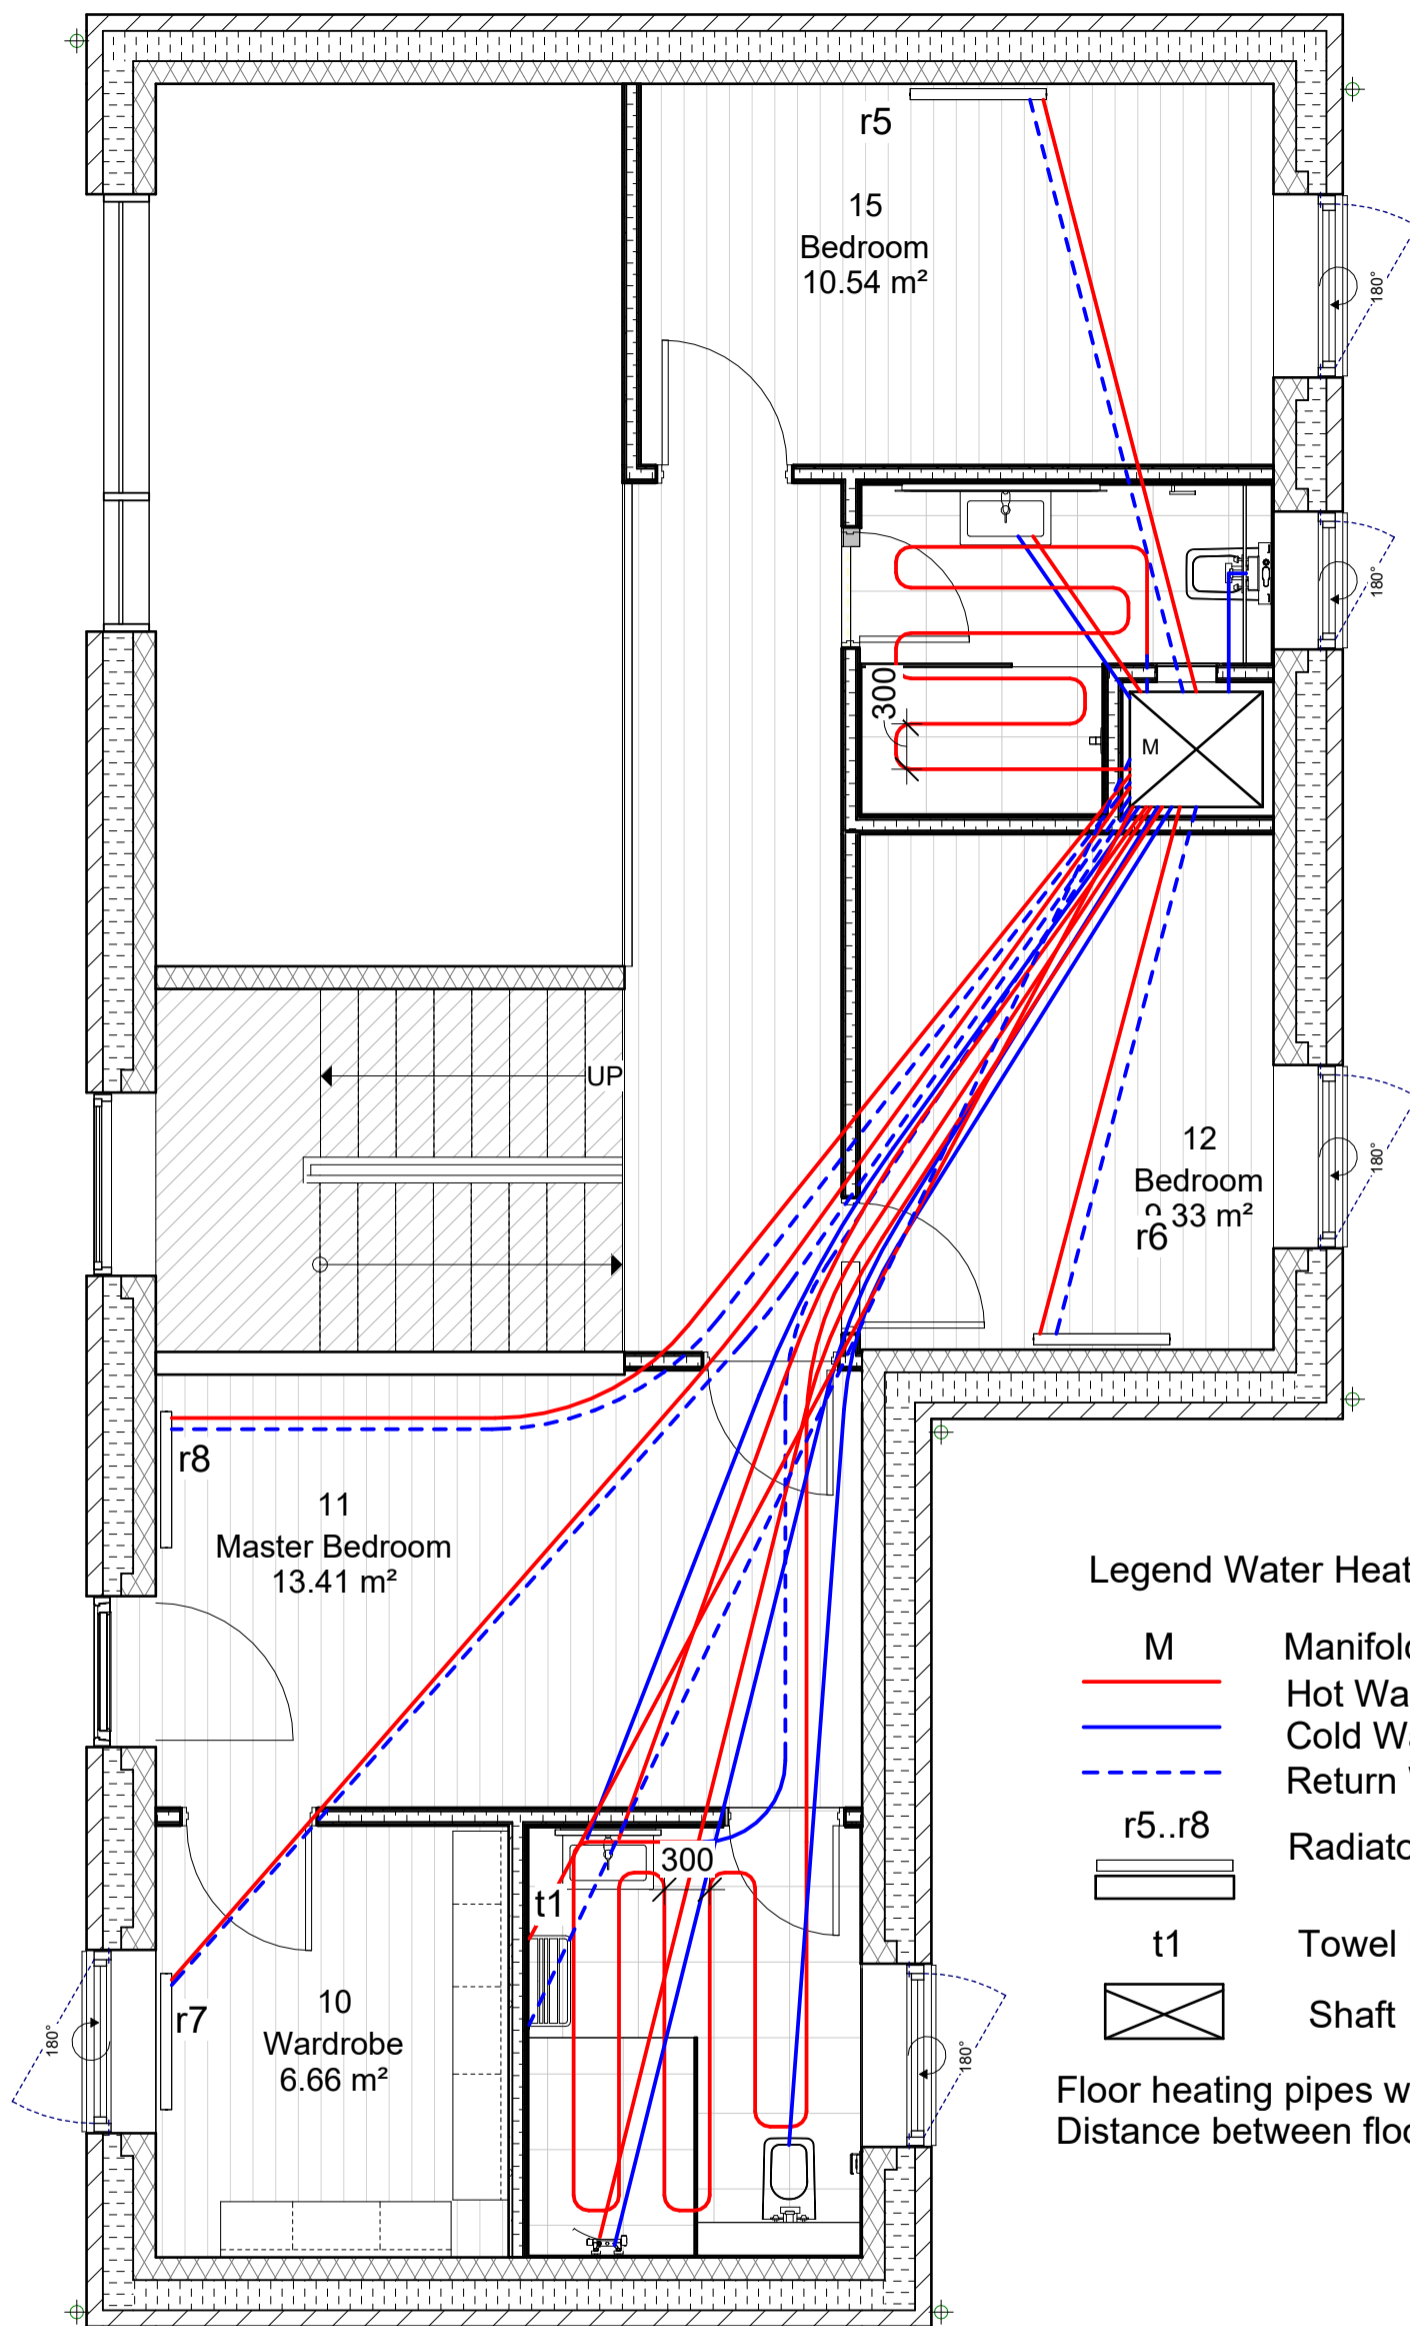 r5
15
Bedroom
10.54 m²
180°
180°
300
M
UP
12
Bedroom
33 m²
r6
180°
r8
11
Master Bedroom
13.41 m²
Legend Water Heat
M Manifol
Hot Wa
Cold W
Return
r5..r8
Radiato
300
t1
t1 Towel
r7
10
Wardrobe
6.66 m²
Shaft
180°
180°
Floor heating pipes w
Distance between floo